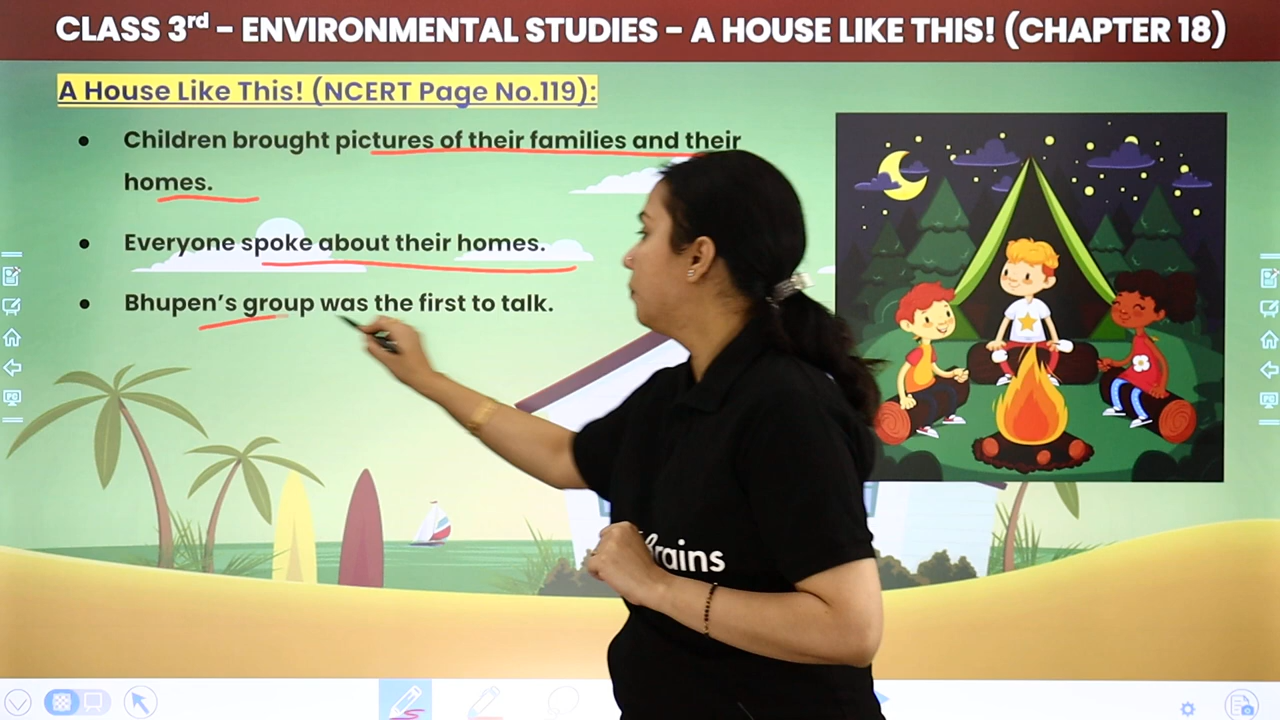 CLASS 3rd - ENVIRONMENTAL STUDIES - A HOUSE LIKE THIS! (CHAPTER 18)
A House Like This! (NCERT Page No.119):
● Children brought pictures of their families and their
homes.
● Everyone spoke about their homes.
● Bhupen's group was the first to talk.
Brains